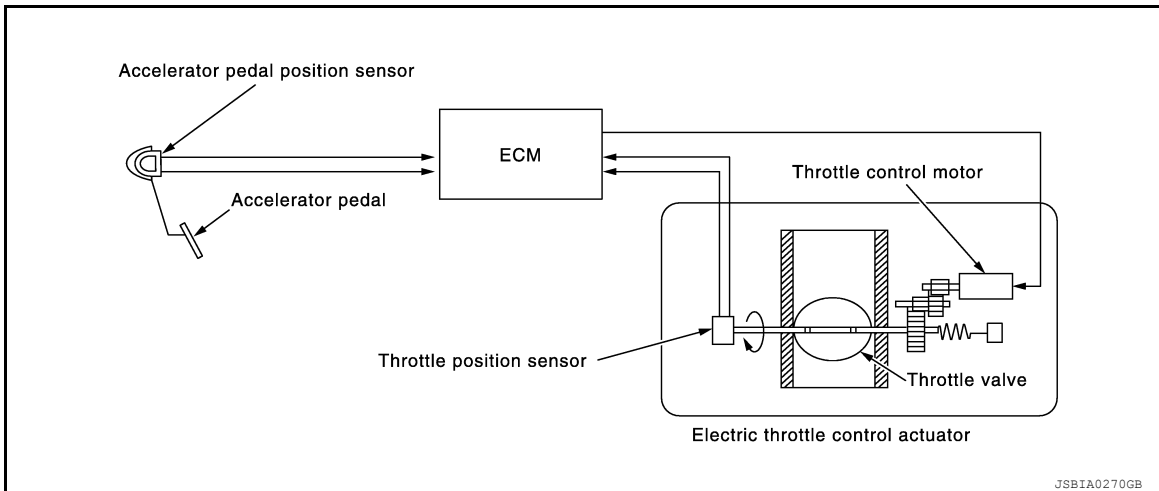 Accelerator pedal position sensor
ECM
Throttle control motor
Accelerator pedal
Throttle position sensor
Throttle valve
Electric throttle control actuator
JSBIA0270GB